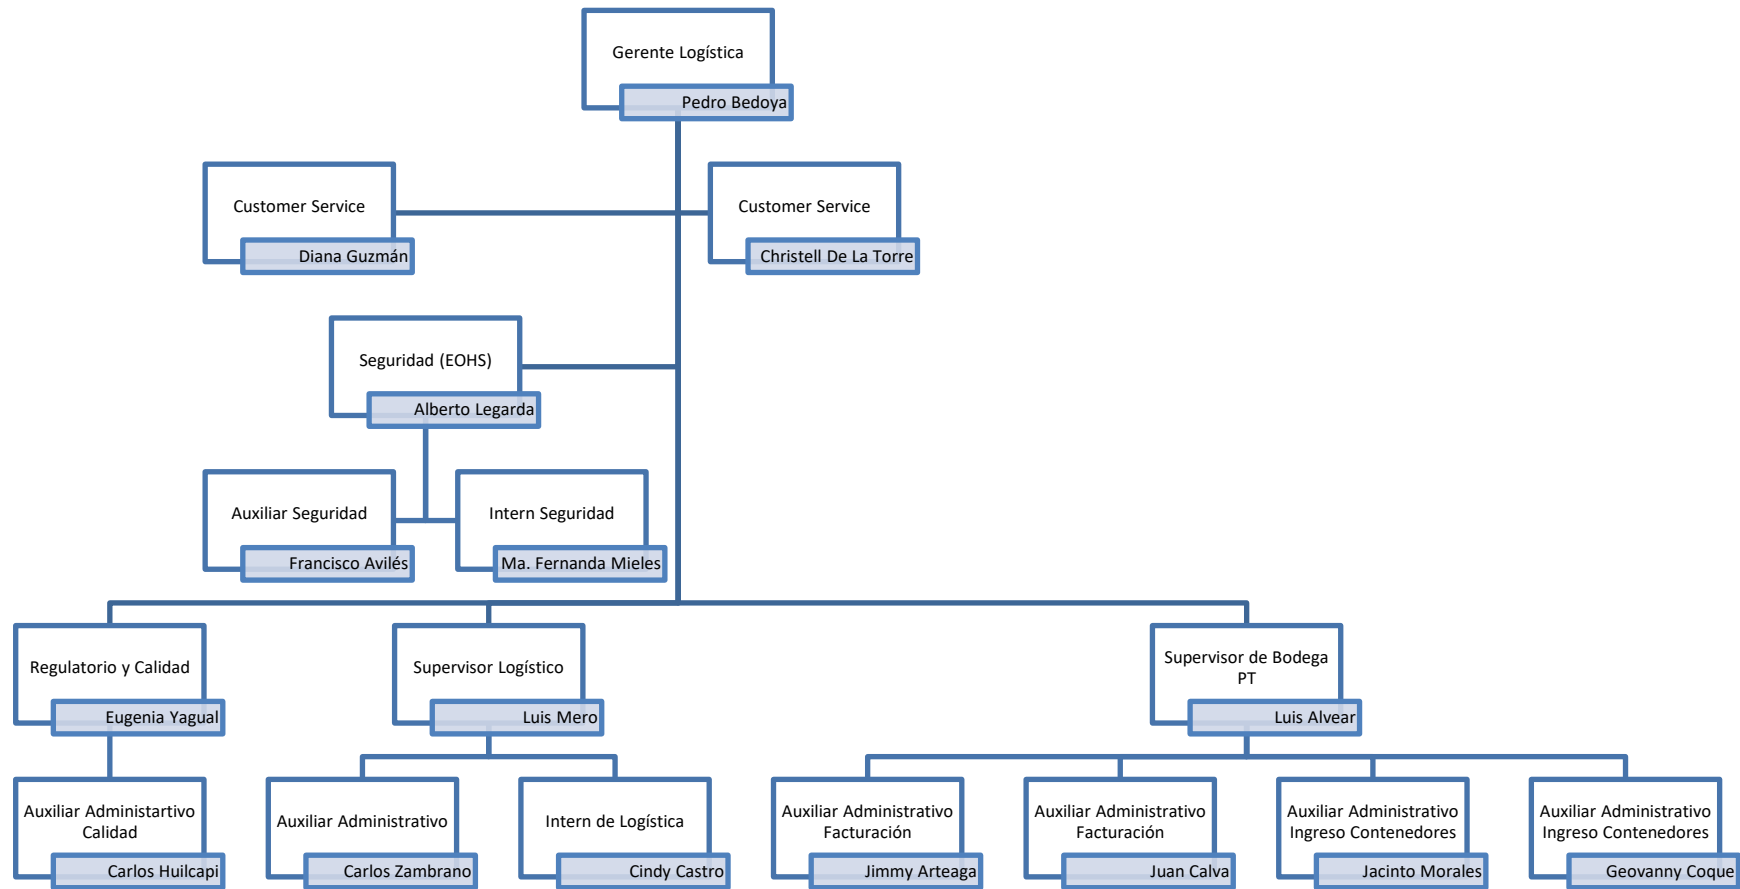 Gerente Logística
Pedro Bedoya
Customer Service
Diana Guzmán
Customer Service
Christell De La Torre
Seguridad (EOHS)
Alberto Legarda
Auxiliar Seguridad
Francisco Avilés
Intern Seguridad
Ma. Fernanda Mieles
Regulatorio y Calidad
Eugenia Yagual
Supervisor Logístico
Luis Mero
Supervisor de Bodega
PT
Luis Alvear
Auxiliar Administartivo
Calidad
Carlos Huilcapi
Auxiliar Administrativo
Carlos Zambrano
Intern de Logística
Cindy Castro
Auxiliar Administrativo
Facturación
Jimmy Arteaga
Auxiliar Administrativo
Facturación
Juan Calva
Auxiliar Administrativo
Ingreso Contenedores
Jacinto Morales
Auxiliar Administrativo
Ingreso Contenedores
Geovanny Coque